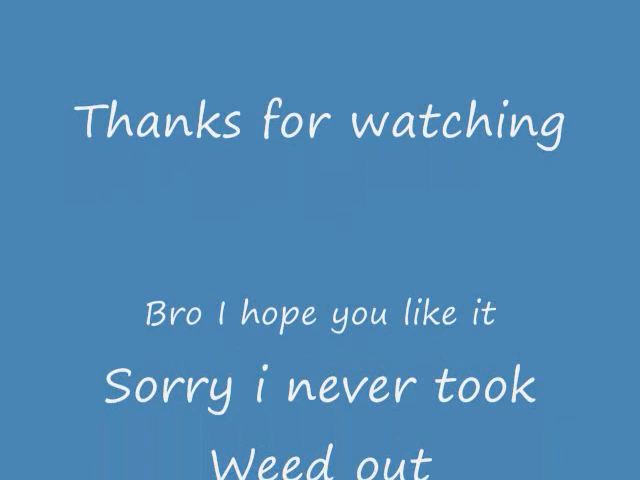 Thanks for watching
Bro I hope you like it
Sorry i never took
Weed out